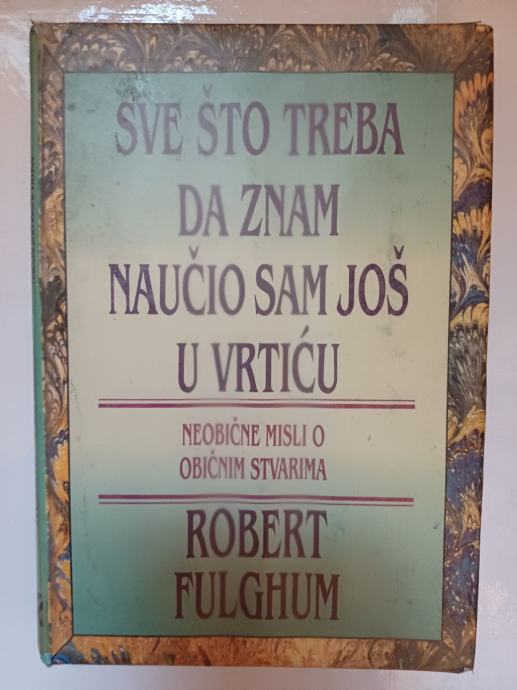 SVE ŠTO TREBA
DA ZNAM
NAUČIO SAM JOŠ
U VRTIĆU
NEOBIČNE MISLI O
OBIČNIM STVARIMA
ROBERT
FULGHUM